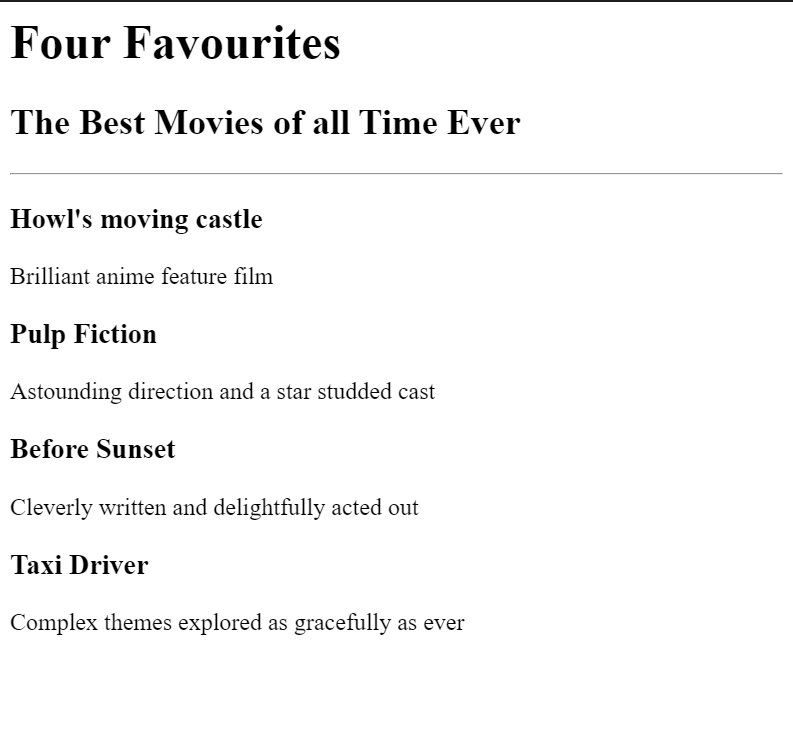 Four Favourites
The Best Movies of all Time Ever
Howl's moving castle
Brilliant anime feature film
Pulp Fiction
Astounding direction and a star studded cast
Before Sunset
Cleverly written and delightfully acted out
Taxi Driver
Complex themes explored as gracefully as ever